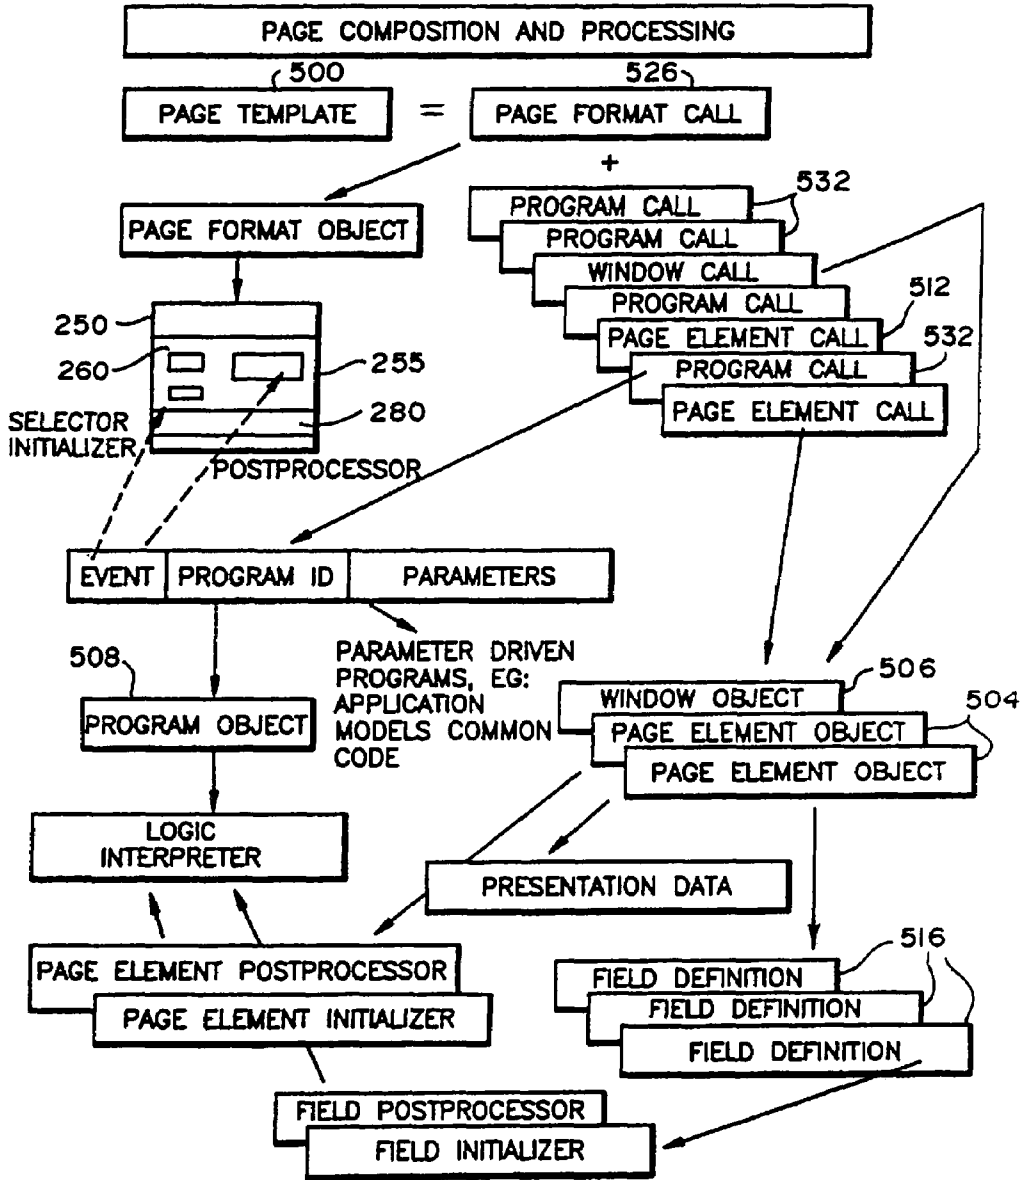 PAGE COMPOSITION AND PROCESSING
500
526
PAGE TEMPLATE
=
PAGE FORMAT CALL
+
532
PROGRAM CALL
PROGRAM CALL
WINDOW CALL
PROGRAM CALL
512
PAGE ELEMENT CALL
532
PROGRAM CALL
PAGE ELEMENT CALL
PAGE FORMAT OBJECT
250
260
255
280
SELECTOR
INITIALIZER
POSTPROCESSOR
EVENT
PROGRAM ID
PARAMETERS
508
PROGRAM OBJECT
PARAMETER DRIVEN
PROGRAMS, EG:
APPLICATION
MODELS COMMON
CODE
506
WINDOW OBJECT
504
PAGE ELEMENT OBJECT
PAGE ELEMENT OBJECT
LOGIC
INTERPRETER
PRESENTATION DATA
PAGE ELEMENT POSTPROCESSOR
PAGE ELEMENT INITIALIZER
516
FIELD DEFINITION
FIELD DEFINITION
FIELD DEFINITION
FIELD POSTPROCESSOR
FIELD INITIALIZER